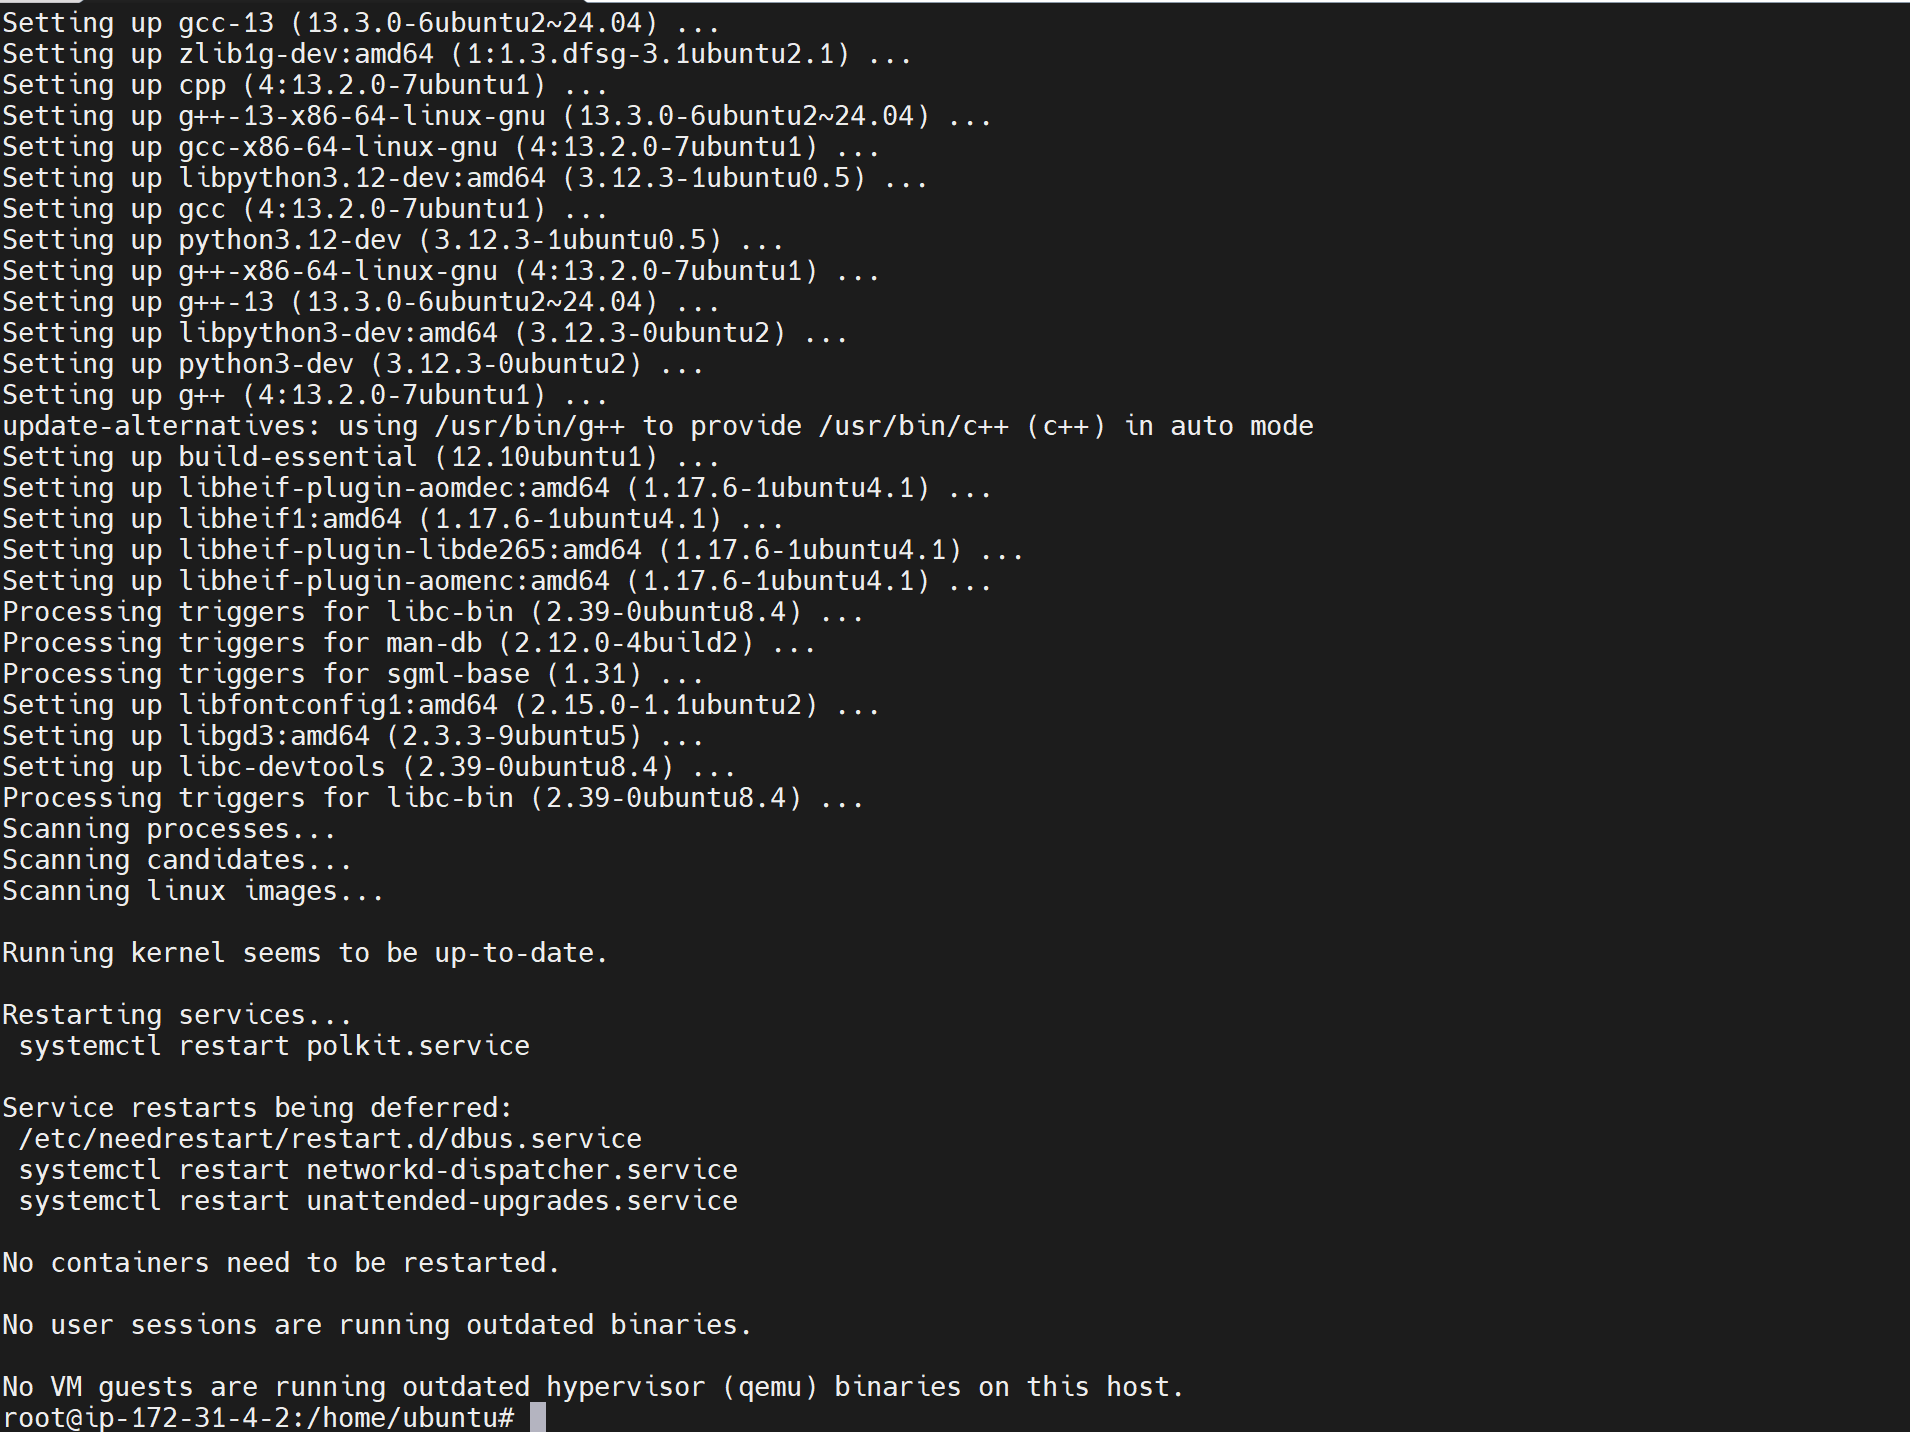 Setting up gcc-13 (13.3.0-6ubuntu2~24.04) ...
Setting up zlib1g-dev:amd64 (1:1.3.dfsg-3.1ubuntu2.1) ...
Setting up cpp (4:13.2.0-7ubuntu1) ...
Setting up g++-13-x86-64-linux-gnu (13.3.0-6ubuntu2~24.04) ...
Setting up gcc-x86-64-linux-gnu (4:13.2.0-7ubuntu1) ...
Setting up libpython3.12-dev:amd64 (3.12.3-1ubuntu0.5) ...
Setting up gcc (4:13.2.0-7ubuntu1) ...
Setting up python3.12-dev (3.12.3-1ubuntu0.5) ...
Setting up g++-x86-64-linux-gnu (4:13.2.0-7ubuntu1) ...
Setting up g++-13 (13.3.0-6ubuntu2~24.04) ...
Setting up libpython3-dev:amd64 (3.12.3-0ubuntu2) ...
Setting up python3-dev (3.12.3-0ubuntu2) ...
Setting up g++ (4:13.2.0-7ubuntu1) ...
update-alternatives: using /usr/bin/g++ to provide /usr/bin/c++ (c++) in auto mode
Setting up build-essential (12.10ubuntu1) ...
Setting up libheif-plugin-aomdec:amd64 (1.17.6-1ubuntu4.1) ...
Setting up libheif1:amd64 (1.17.6-1ubuntu4.1) ...
Setting up libheif-plugin-libde265:amd64 (1.17.6-1ubuntu4.1) ...
Setting up libheif-plugin-aomenc:amd64 (1.17.6-1ubuntu4.1) ...
Processing triggers for libc-bin (2.39-0ubuntu8.4) ...
Processing triggers for man-db (2.12.0-4build2) ...
Processing triggers for sgml-base (1.31) ...
Setting up libfontconfig1:amd64 (2.15.0-1.1ubuntu2) ...
Setting up libgd3:amd64 (2.3.3-9ubuntu5) ...
Setting up libc-devtools (2.39-0ubuntu8.4) ...
Processing triggers for libc-bin (2.39-0ubuntu8.4) ...
Scanning processes...
Scanning candidates...
Scanning linux images...

Running kernel seems to be up-to-date.

Restarting services...
 systemctl restart polkit.service

Service restarts being deferred:
 /etc/needrestart/restart.d/dbus.service
 systemctl restart networkd-dispatcher.service
 systemctl restart unattended-upgrades.service

No containers need to be restarted.

No user sessions are running outdated binaries.

No VM guests are running outdated hypervisor (qemu) binaries on this host.
root@ip-172-31-4-2:/home/ubuntu#